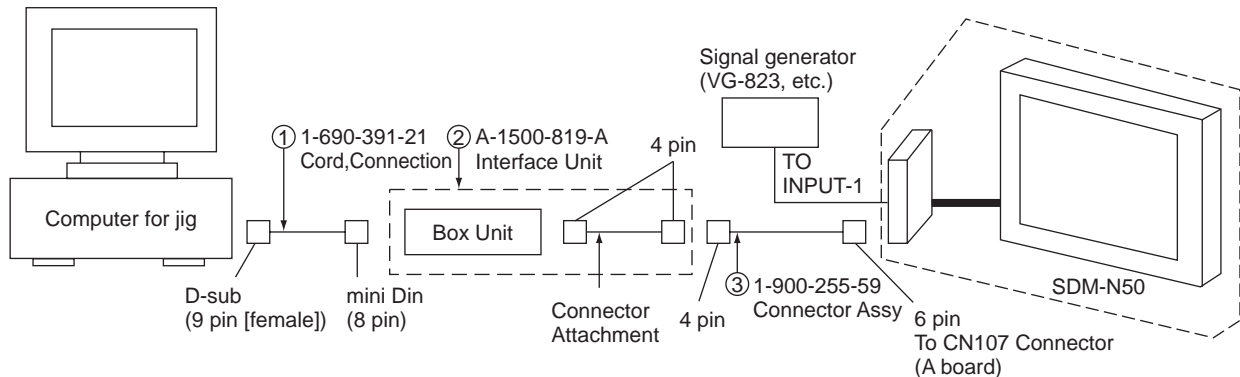 Signal generator
(VG-823, etc.)
① 1-690-391-21
Cord,Connection
② A-1500-819-A
Interface Unit
4 pin
TO
INPUT-1
Computer for jig
Box Unit
D-sub
(9 pin [female])
mini Din
(8 pin)
Connector
Attachment
4 pin
③ 1-900-255-59
Connector Assy
SDM-N50
6 pin
To CN107 Connector
(A board)